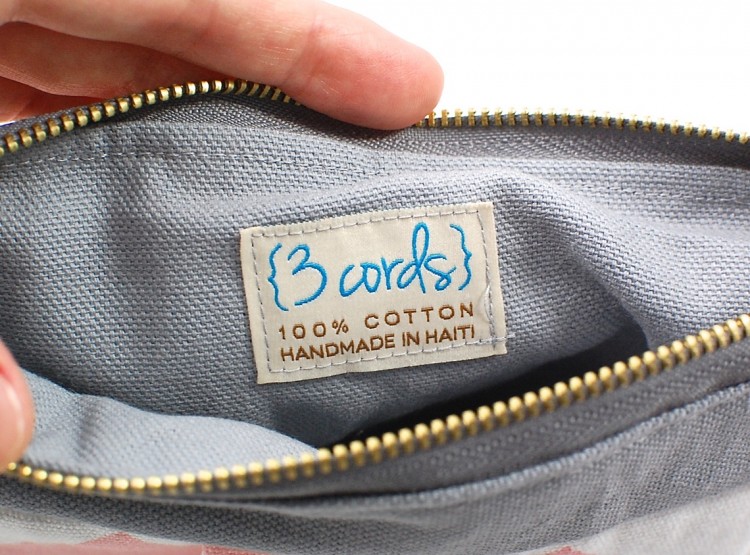 {3 cords}
100% COTTON
HANDMADE IN HAITI